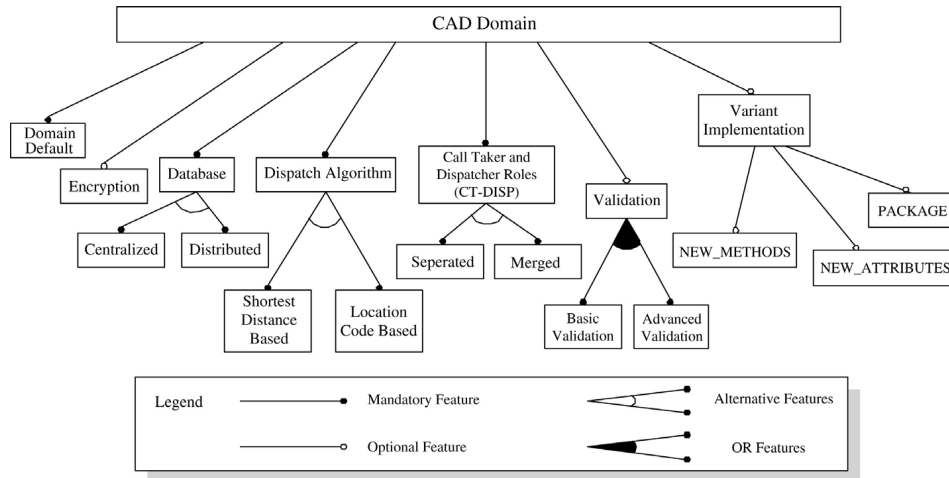 CAD Domain
Domain
Default
Encryption
Database
Dispatch Algorithm
Call Taker and
Dispatcher Roles
(CT-DISP)
Validation
Variant
Implementation
Centralized
Distributed
Seperated
Merged
NEW_METHODS
PACKAGE
NEW_ATTRIBUTES
Shortest
Distance
Based
Location
Code Based
Basic
Validation
Advanced
Validation
Legend
Mandatory Feature
Alternative Features
Optional Feature
OR Features